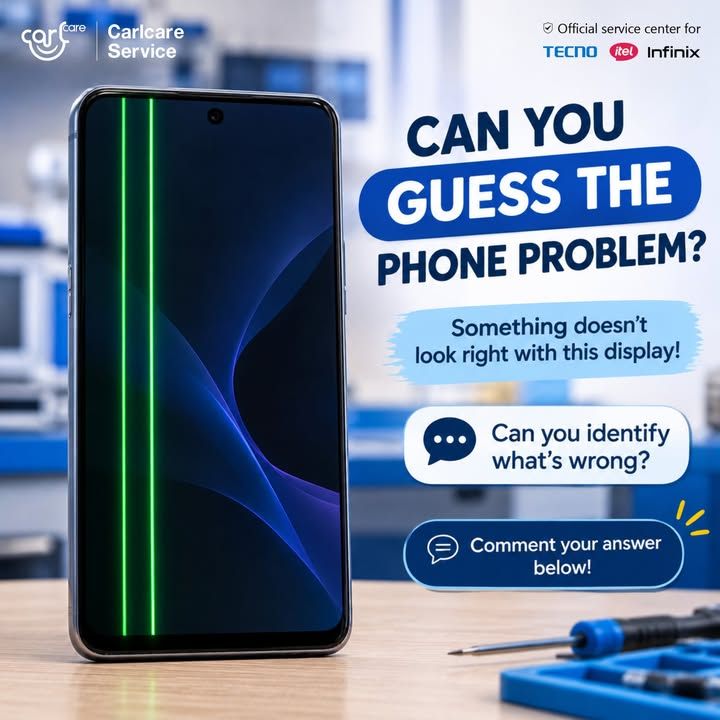 carlcare
Carlcare
Service
Official service center for
TECNO itel Infinix
CAN YOU
GUESS THE
PHONE PROBLEM?
Something doesn't
look right with this display!
Can you identify
what's wrong?
Comment your answer
below!